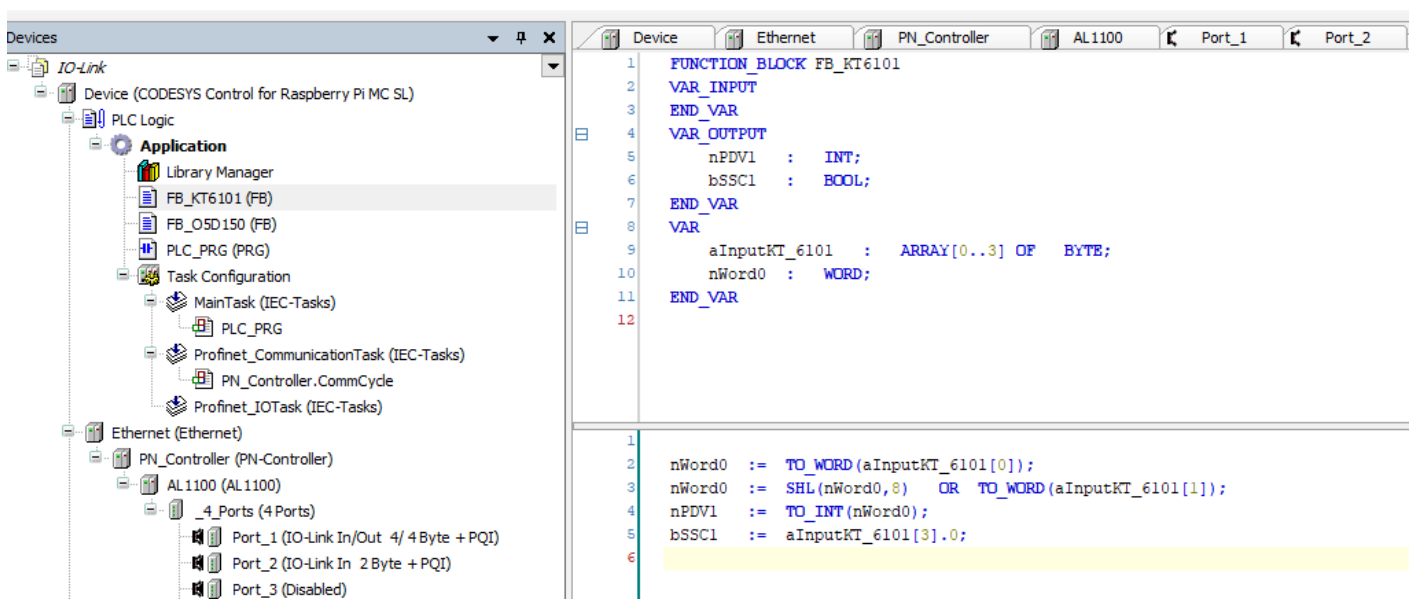 Devices
IO-Link
Device (CODESYS Control for Raspberry Pi MC SL)
PLC Logic
Application
Library Manager
FB_KT6101 (FB)
FB_O5D150 (FB)
PLC_PRG (PRG)
Task Configuration
MainTask (IEC-Tasks)
PLC_PRG
Profinet_CommunicationTask (IEC-Tasks)
PN_Controller.CommCycle
Profinet_IOTask (IEC-Tasks)
Ethernet (Ethernet)
PN_Controller (PN-Controller)
AL1100 (AL1100)
_4_Ports (4 Ports)
Port_1 (IO-Link In/Out 4/ 4 Byte + PQI)
Port_2 (IO-Link In 2 Byte + PQI)
Port_3 (Disabled)
Device Ethernet PN_Controller AL1100 Port_1 Port_2
1 FUNCTION_BLOCK FB_KT6101
2 VAR_INPUT
3 END_VAR
4 VAR_OUTPUT
5 nPDV1 : INT;
6 bSSC1 : BOOL;
7 END_VAR
8 VAR
9 aInputKT_6101 : ARRAY[0..3] OF BYTE;
10 nWord0 : WORD;
11 END_VAR
12
1
2 nWord0 := TO_WORD(aInputKT_6101[0]);
3 nWord0 := SHL(nWord0,8) OR TO_WORD(aInputKT_6101[1]);
4 nPDV1 := TO_INT(nWord0);
5 bSSC1 := aInputKT_6101[3].0;
6